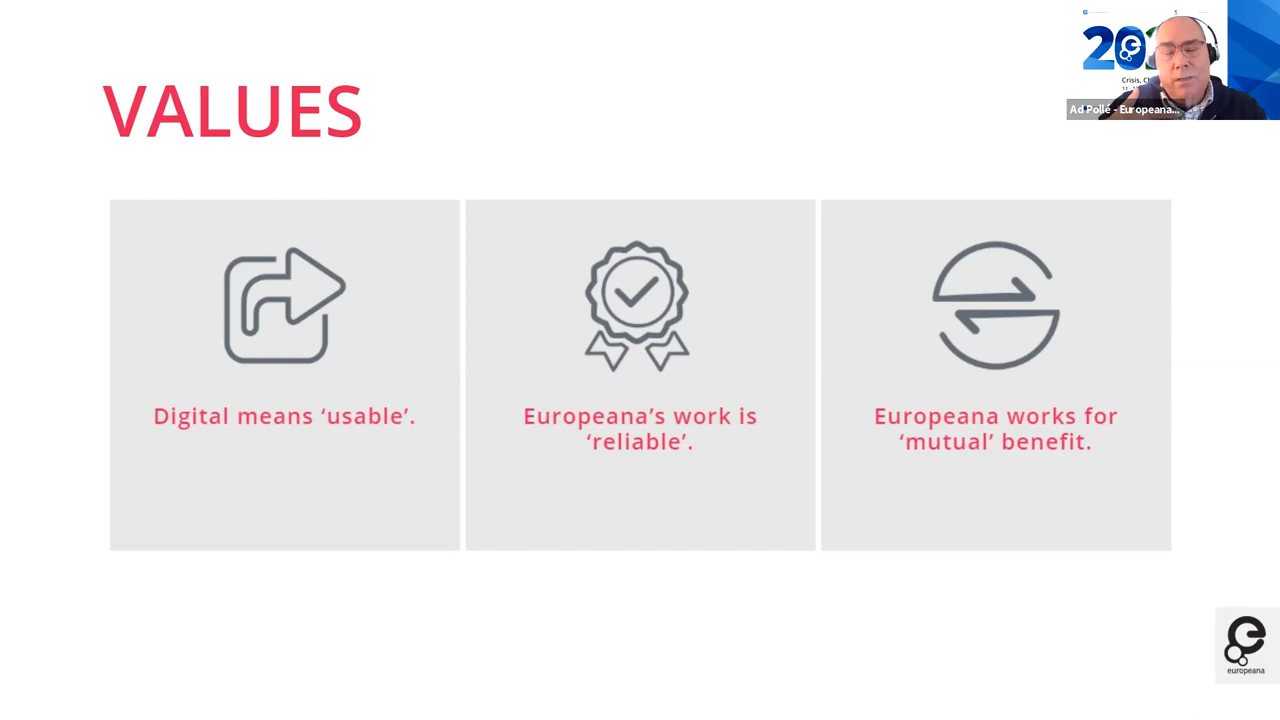 VALUES
Digital means ‘usable’.
Europeana’s work is
‘reliable’.
Europeana works for
‘mutual’ benefit.
Ad Pollé - Europeana...
europeana